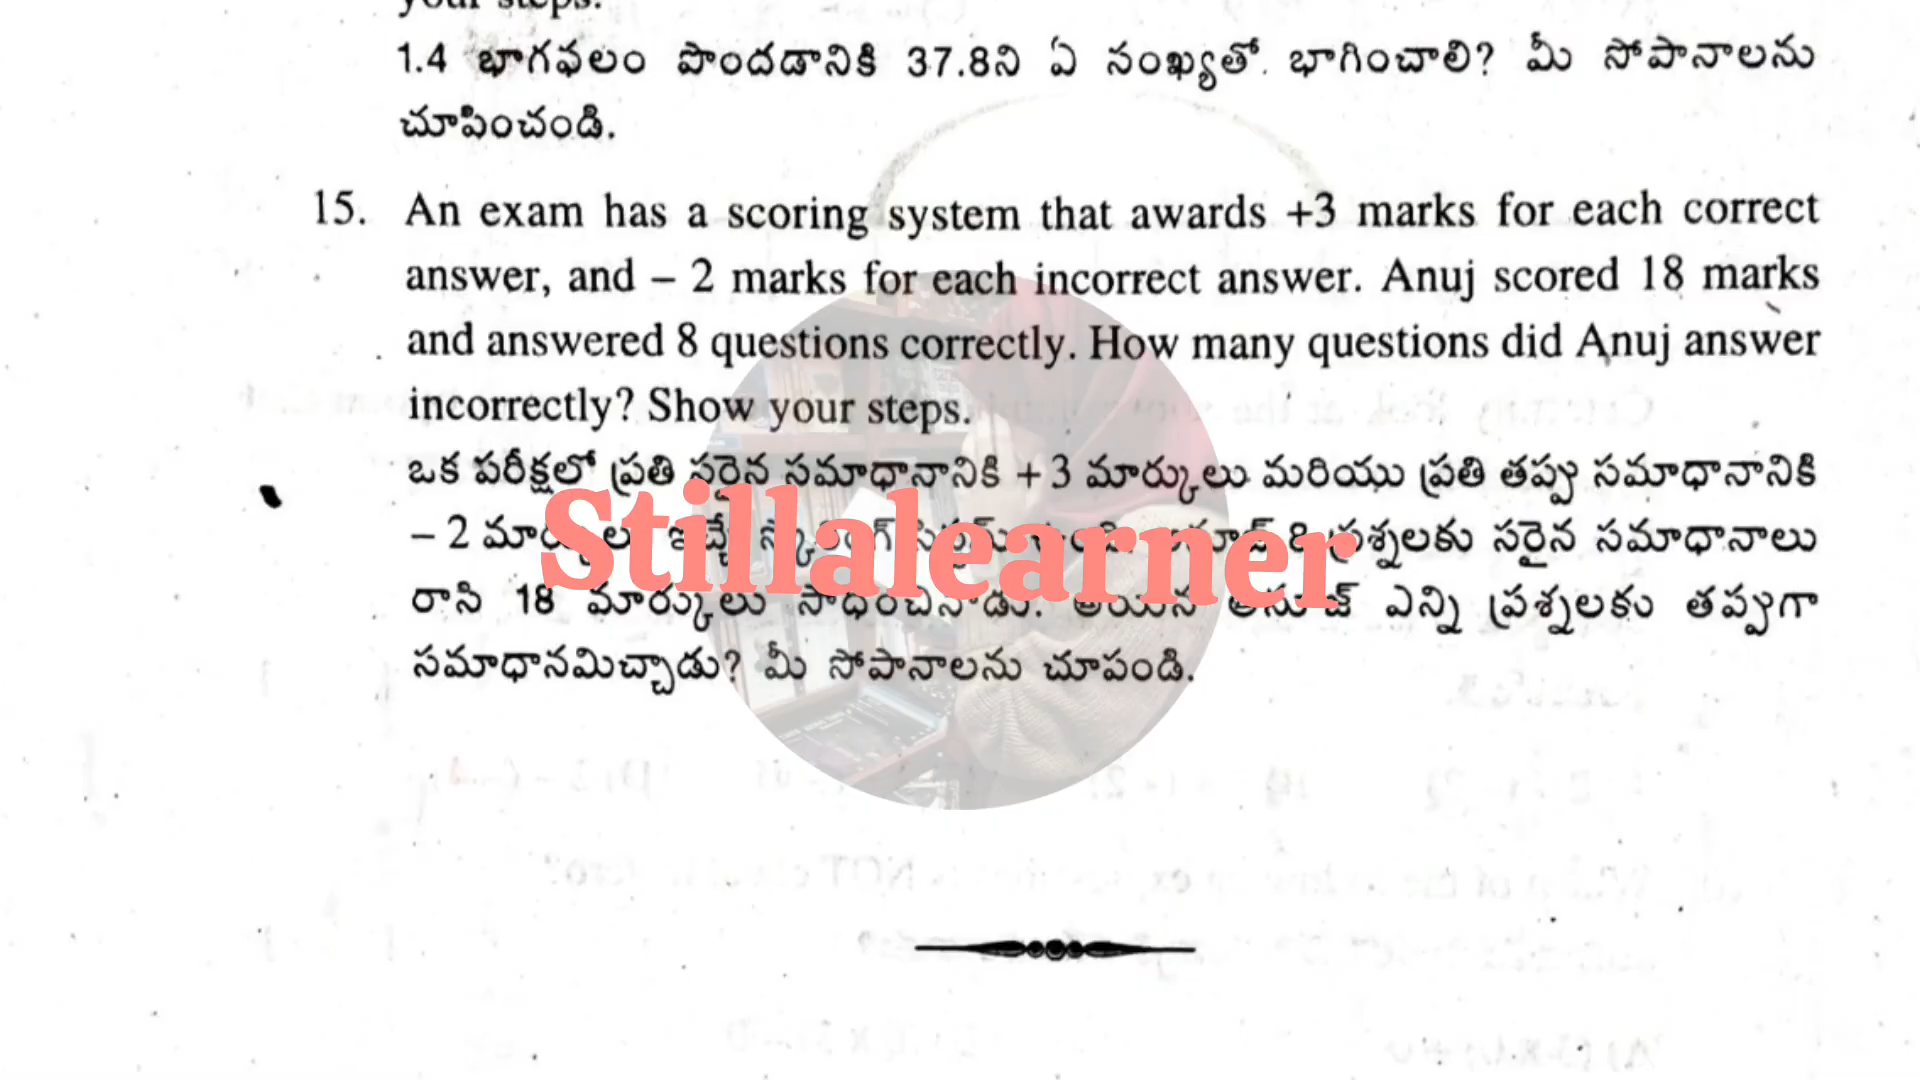 your steps.
1.4 భాగఫలం పొందడానికి 37.8ని ఏ సంఖ్యతో భాగించాలి? మీ సోపానాలను
చూపించండి.
15. An exam has a scoring system that awards +3 marks for each correct
answer, and – 2 marks for each incorrect answer. Anuj scored 18 marks
and answered 8 questions correctly. How many questions did Anuj answer
incorrectly? Show your steps.
ఒక పరీక్షలో ప్రతి సరైన సమాధానానికి + 3 మార్కులు మరియు ప్రతి తప్పు సమాధానానికి
– 2 ప్రశ్నలకు సరైన సమాధానాలు
Stillalearner
రాసి 18 మార్కులు సాధించినాడు. ఎన్ని ప్రశ్నలకు తప్పుగా
సమాధానమిచ్చాడు? మీ సోపానాలను చూపండి.